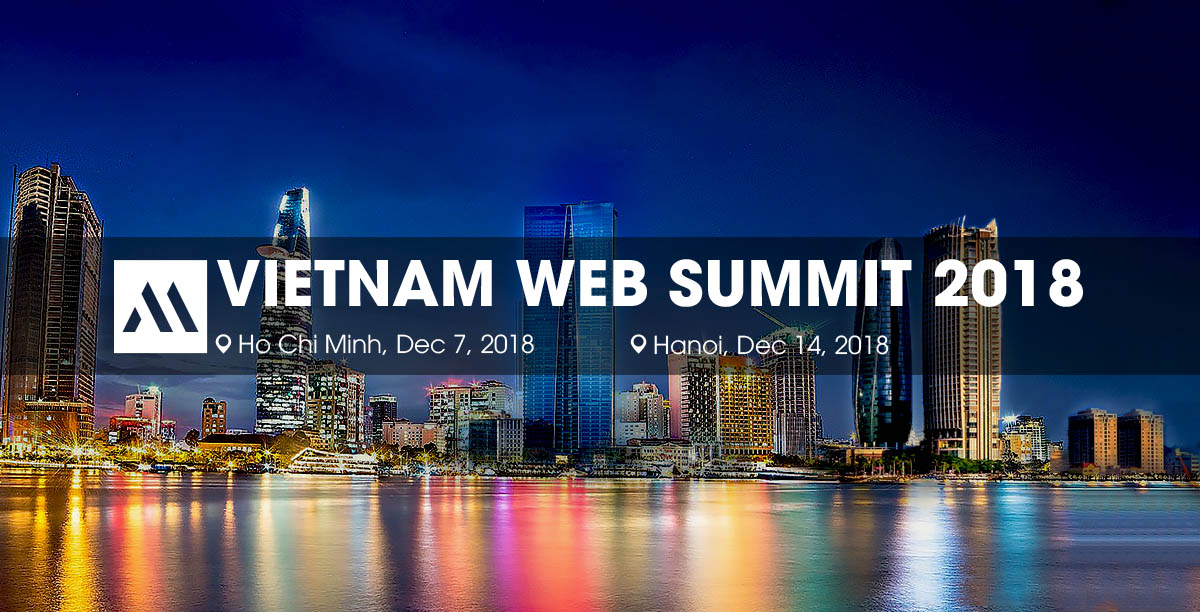 VIETNAM WEB SUMMIT 2018
Ho Chi Minh, Dec 7, 2018
Hanoi, Dec 14, 2018